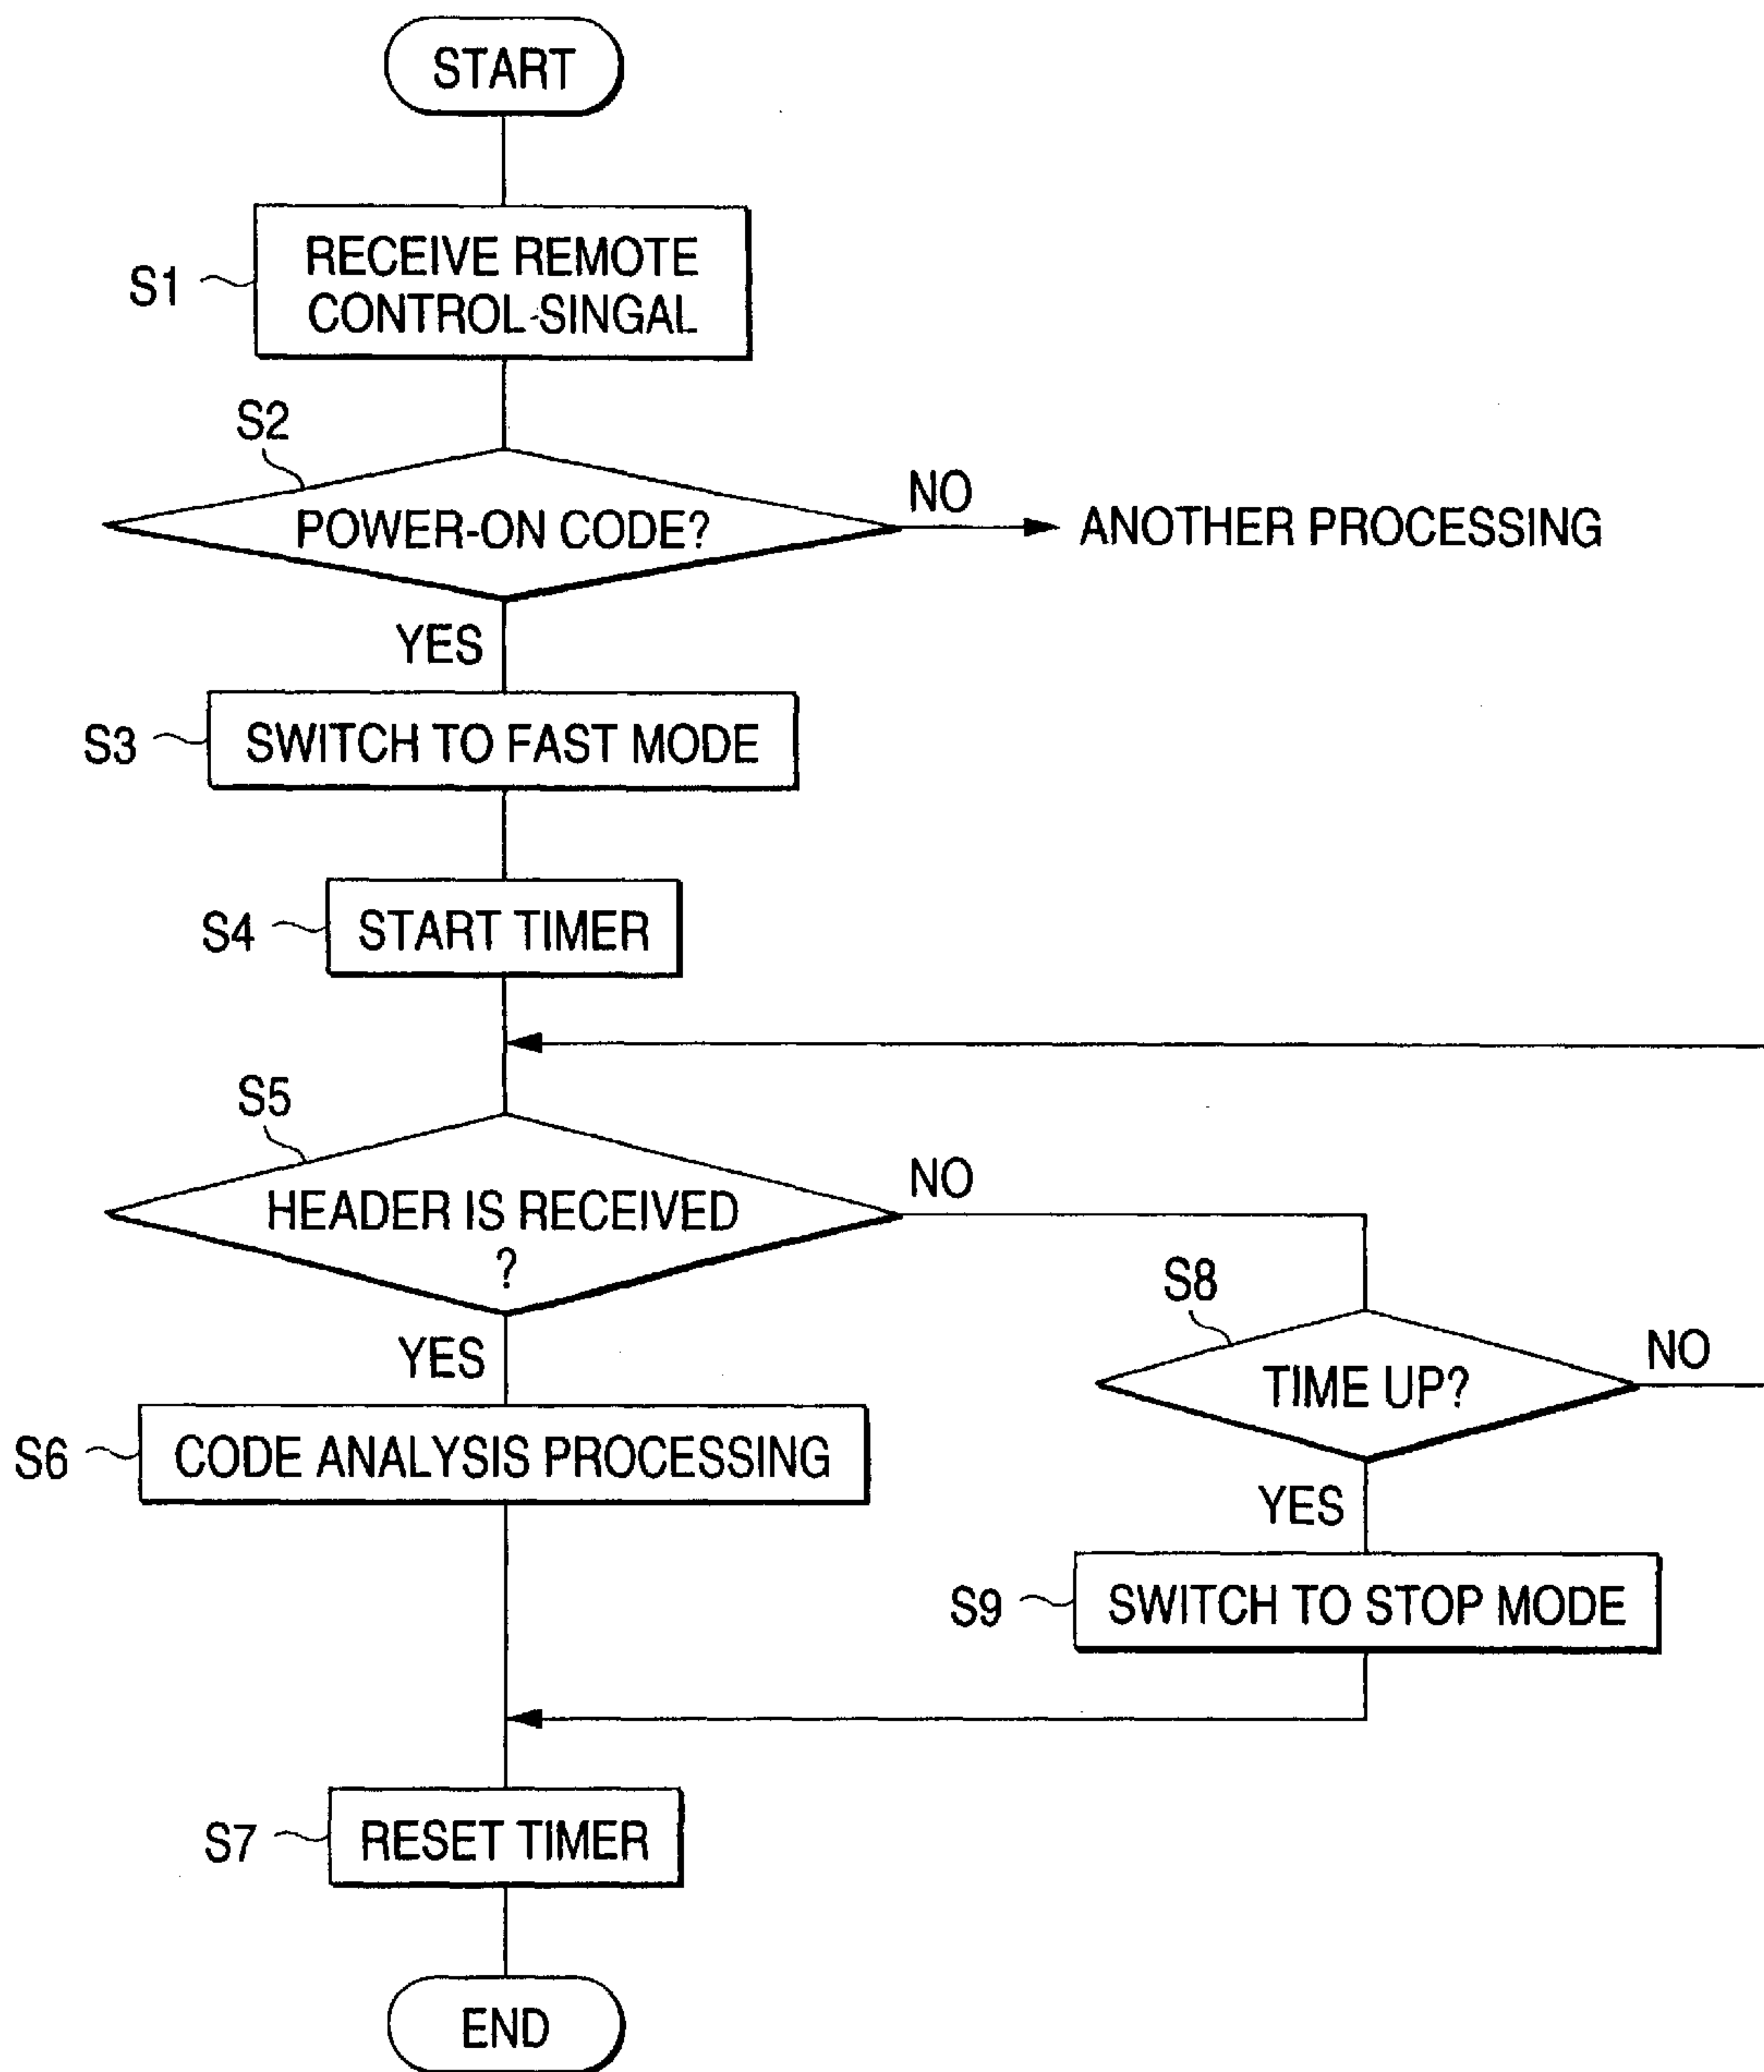 START
S1
RECEIVE REMOTE
CONTROL-SINGAL
S2
POWER-ON CODE?
NO
ANOTHER PROCESSING
YES
S3
SWITCH TO FAST MODE
S4
START TIMER
S5
HEADER IS RECEIVED
?
NO
YES
S8
TIME UP?
NO
S6
CODE ANALYSIS PROCESSING
YES
S9
SWITCH TO STOP MODE
S7
RESET TIMER
END